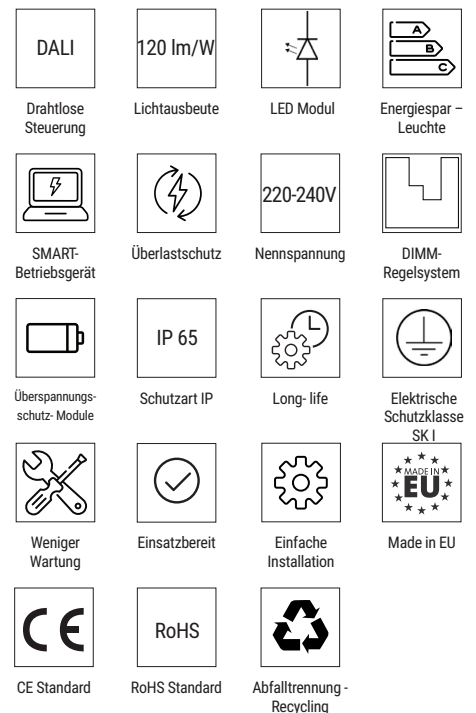 DALI
Drahtlose
Steuerung
120 lm/W
Lichtausbeute
LED Modul
A
B
C
Energiespar –
Leuchte
SMART-
Betriebsgerät
Überlastschutz
220-240V
Nennspannung
DIMM-
Regelsystem
Überspannungs-
schutz- Module
IP 65
Schutzart IP
Long- life
Elektrische
Schutzklasse
SK I
Weniger
Wartung
Einsatzbereit
Einfache
Installation
MADE IN
EU
Made in EU
CE
CE Standard
RoHS
RoHS Standard
Abfalltrennung -
Recycling